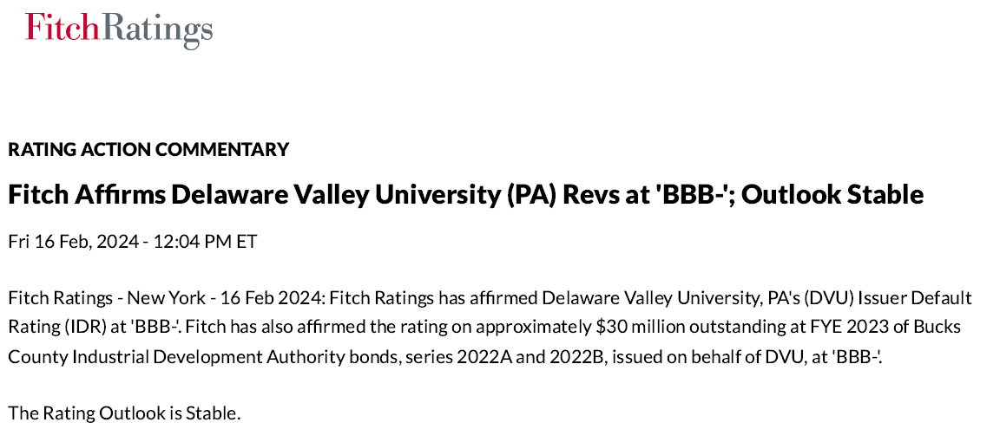 FitchRatings
RATING ACTION COMMENTARY
Fitch Affirms Delaware Valley University (PA) Revs at 'BBB-'; Outlook Stable
Fri 16 Feb, 2024 - 12:04 PM ET
Fitch Ratings - New York - 16 Feb 2024: Fitch Ratings has affirmed Delaware Valley University, PA's (DVU) Issuer Default
Rating (IDR) at 'BBB-'. Fitch has also affirmed the rating on approximately $30 million outstanding at FYE 2023 of Bucks
County Industrial Development Authority bonds, series 2022A and 2022B, issued on behalf of DVU, at 'BBB-'.
The Rating Outlook is Stable.